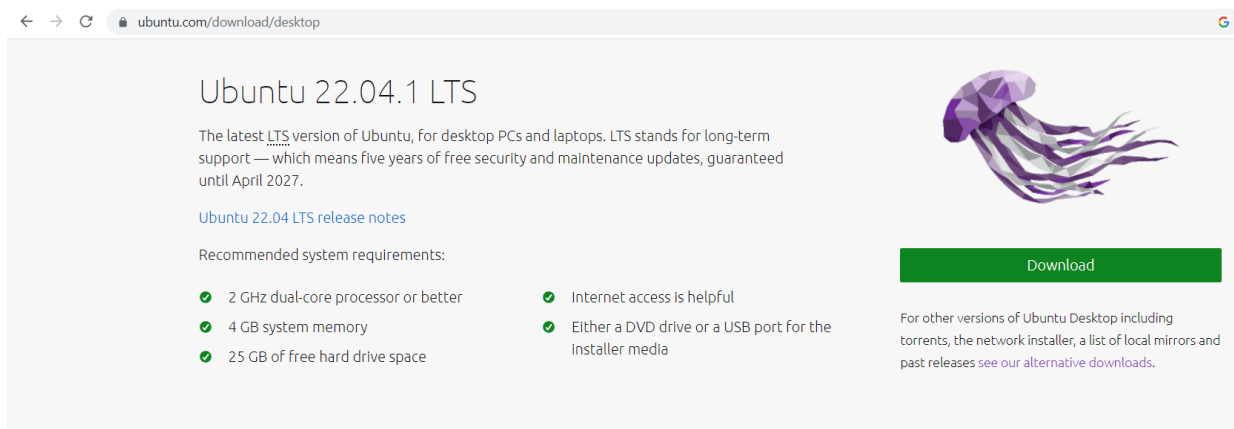 ubuntu.com/download/desktop
Ubuntu 22.04.1 LTS
The latest LTS version of Ubuntu, for desktop PCs and laptops. LTS stands for long-term
support — which means five years of free security and maintenance updates, guaranteed
until April 2027.
Ubuntu 22.04 LTS release notes
Recommended system requirements:
2 GHz dual-core processor or better
4 GB system memory
25 GB of free hard drive space
Internet access is helpful
Either a DVD drive or a USB port for the
installer media
Download
For other versions of Ubuntu Desktop including
torrents, the network installer, a list of local mirrors and
past releases see our alternative downloads.